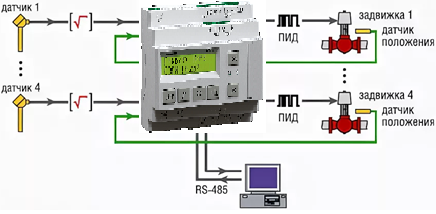 датчик 1
√
ПИД
задвижка 1
датчик
положения
датчик 4
√
ПИД
задвижка 4
датчик
положения
RS-485